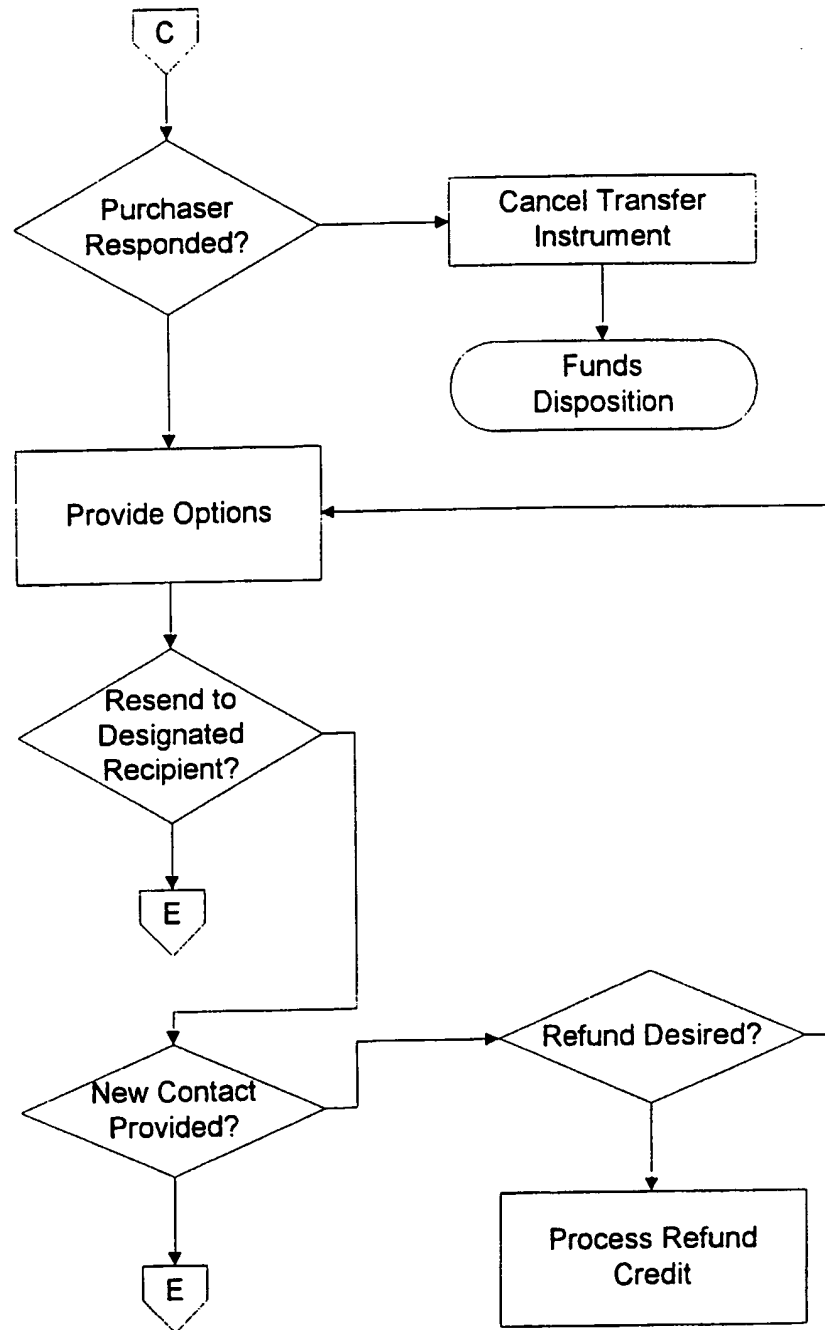 C
Purchaser
Responded?
Cancel Transfer
Instrument
Funds
Disposition
Provide Options
Resend to
Designated
Recipient?
E
Refund Desired?
New Contact
Provided?
Process Refund
Credit
E